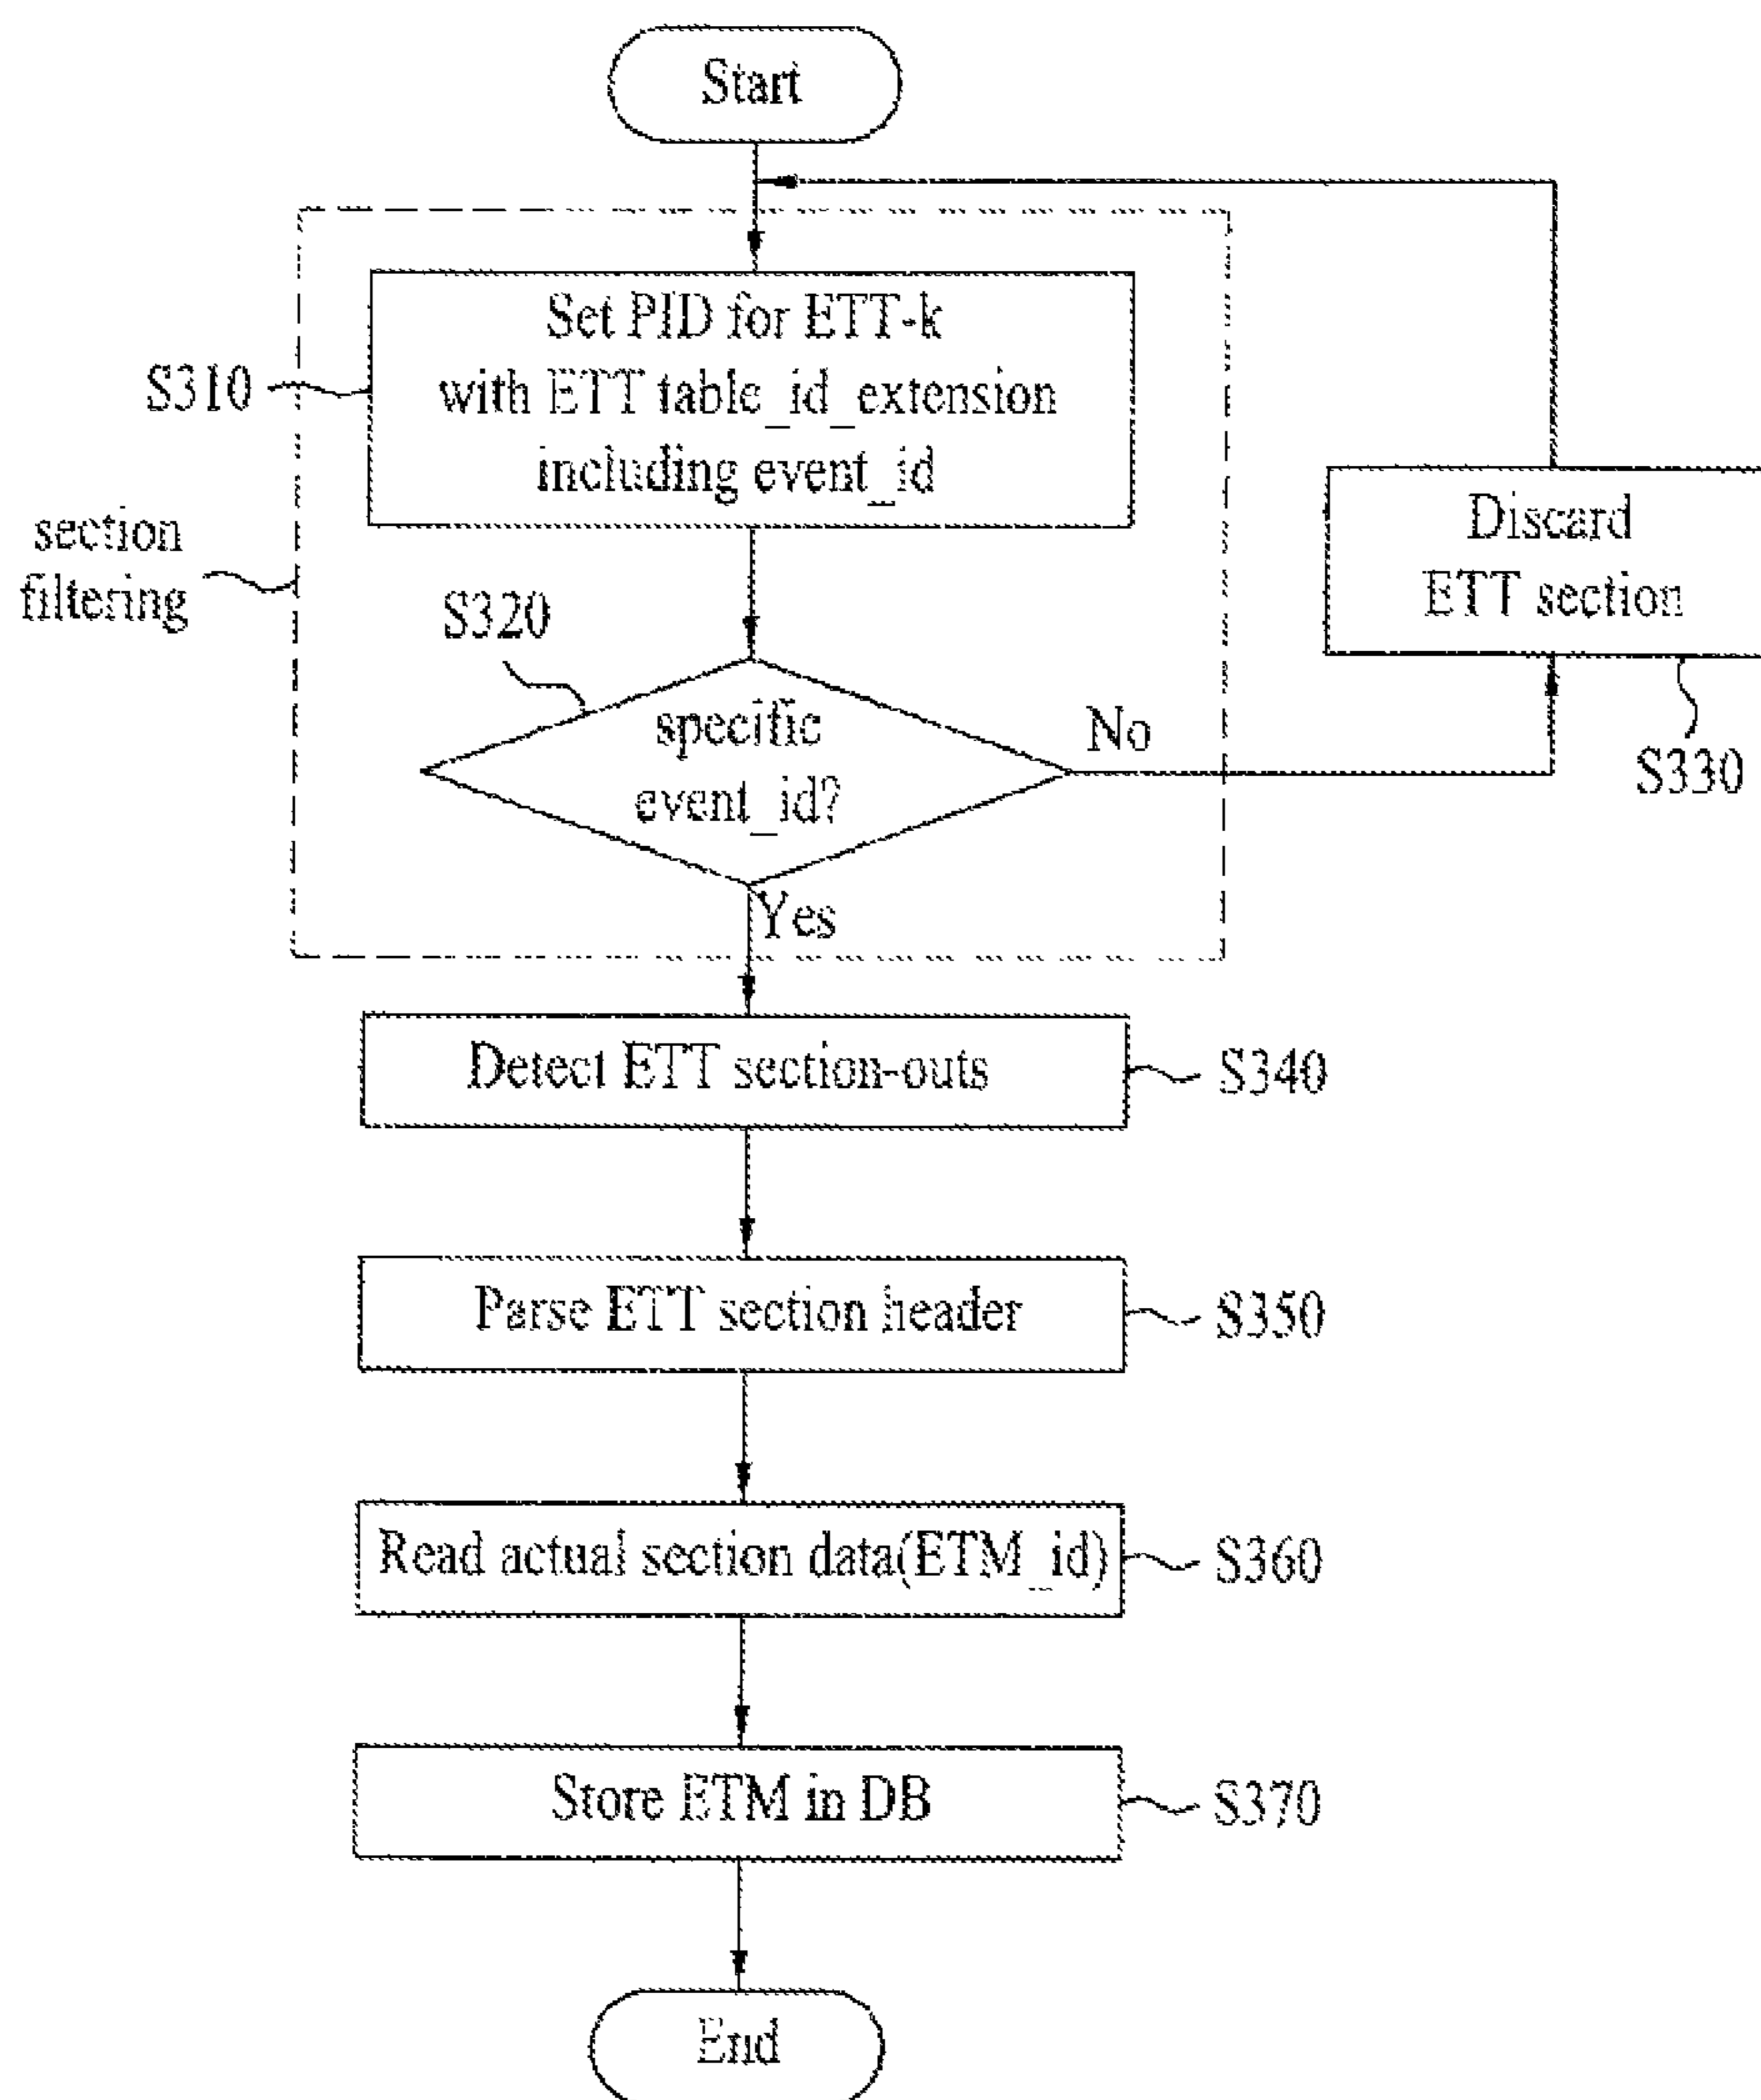 Start
Set PID for ETT-k
with ETT table_id_extension
including event_id
S310
section
filtering
Discard
ETT section
S330
S320
specific
event_id?
No
Yes
Detect ETT section-outs
S340
Parse ETT section header
S350
Read actual section data(ETM_id)
S360
Store ETM in DB
S370
End